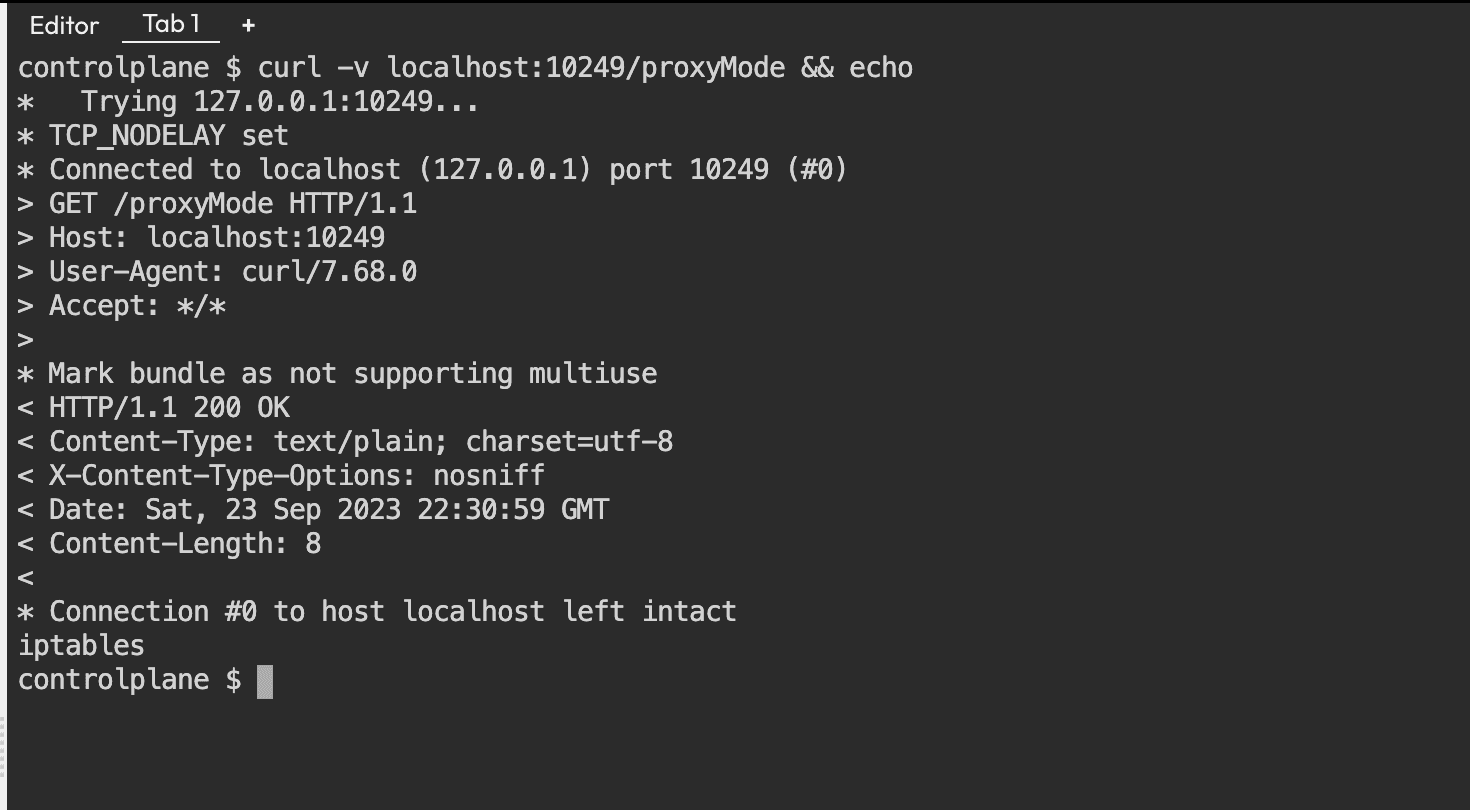 Editor Tab 1 +
controlplane $ curl -v localhost:10249/proxyMode && echo
*   Trying 127.0.0.1:10249...
* TCP_NODELAY set
* Connected to localhost (127.0.0.1) port 10249 (#0)
> GET /proxyMode HTTP/1.1
> Host: localhost:10249
> User-Agent: curl/7.68.0
> Accept: */*
>
* Mark bundle as not supporting multiuse
< HTTP/1.1 200 OK
< Content-Type: text/plain; charset=utf-8
< X-Content-Type-Options: nosniff
< Date: Sat, 23 Sep 2023 22:30:59 GMT
< Content-Length: 8
<
* Connection #0 to host localhost left intact
iptables
controlplane $